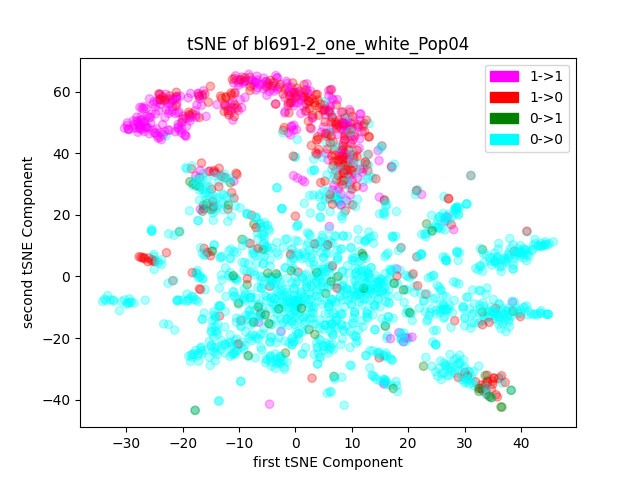 tSNE of bl691-2_one_white_Pop04
1->1
1->0
0->1
0->0
second tSNE Component
60
40
20
0
−20
−40
−30 −20 −10 0 10 20 30 40
first tSNE Component